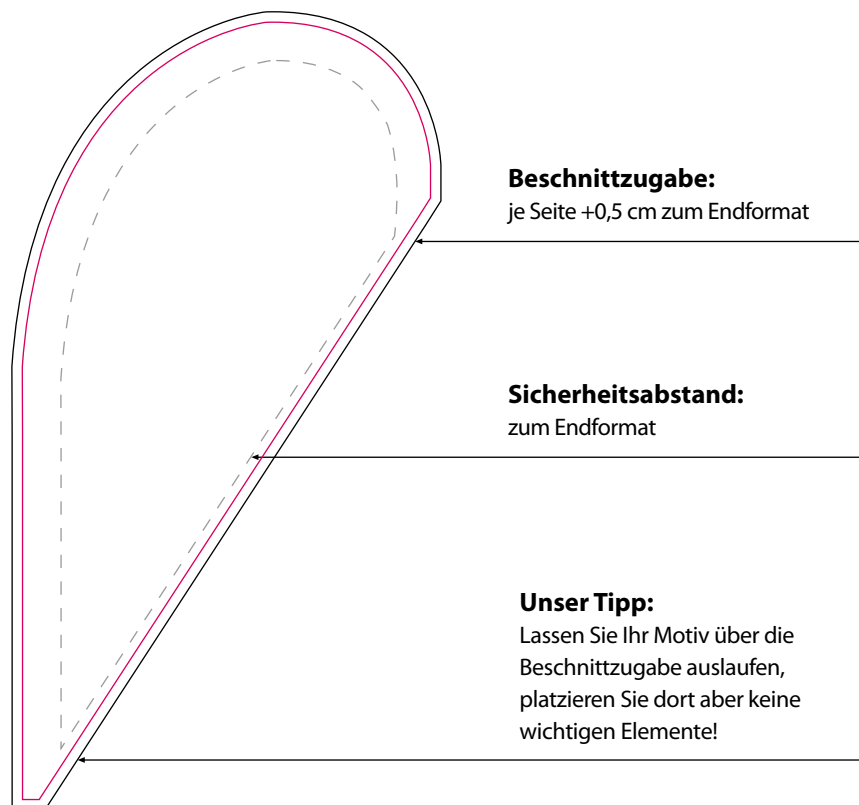 Beschnittzugabe:
je Seite +0,5 cm zum Endformat
Sicherheitsabstand:
zum Endformat
Unser Tipp:
Lassen Sie Ihr Motiv über die
Beschnittzugabe auslaufen,
platzieren Sie dort aber keine
wichtigen Elemente!